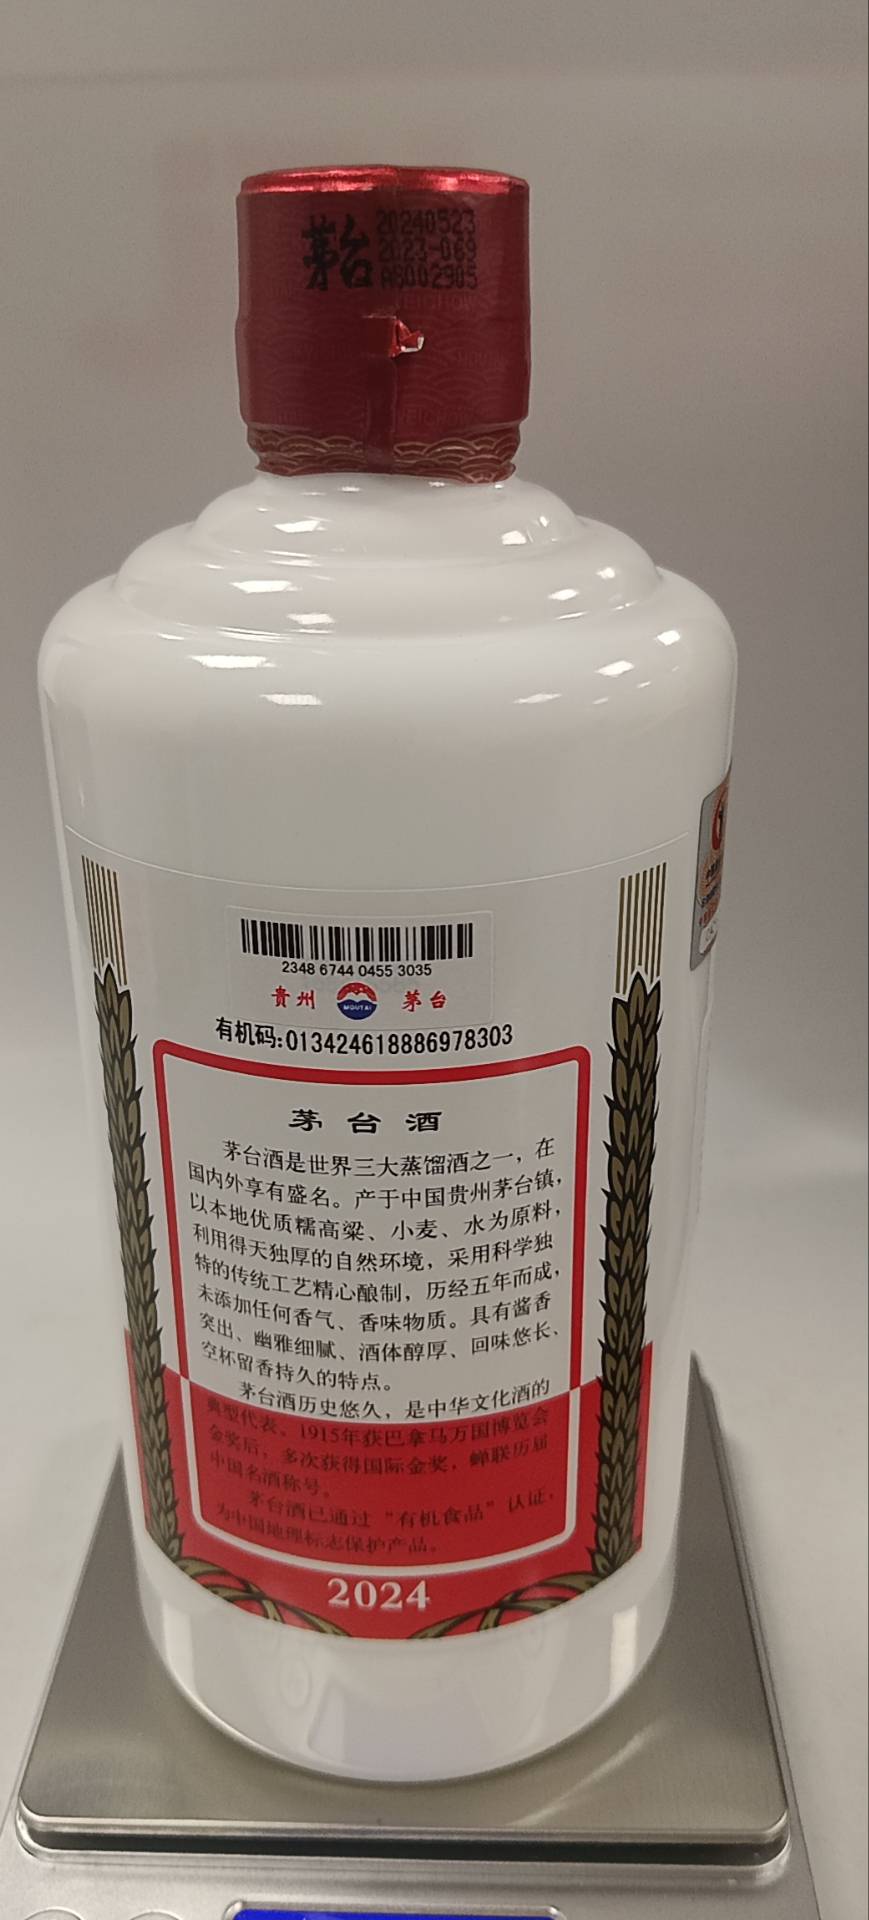 茅台
20240523
2023-069
A6002905
2348 6744 0455 3035
贵州 MOUTAI 茅台
有机码:013424618886978303
茅台酒
茅台酒是世界三大蒸馏酒之一，在
国内外享有盛名。产于中国贵州茅台镇，
以本地优质糯高粱、小麦、水为原料，
利用得天独厚的自然环境，采用科学独
特的传统工艺精心酿制，历经五年而成，
未添加任何香气、香味物质。具有酱香
突出、幽雅细腻、酒体醇厚、回味悠长、
空杯留香持久的特点。
茅台酒历史悠久，是中华文化酒的
典型代表。1915年获巴拿马万国博览会
金奖后，多次获得国际金奖，蝉联历届
中国名酒称号。
茅台酒已通过“有机食品”认证，
为中国地理标志保护产品。
2024